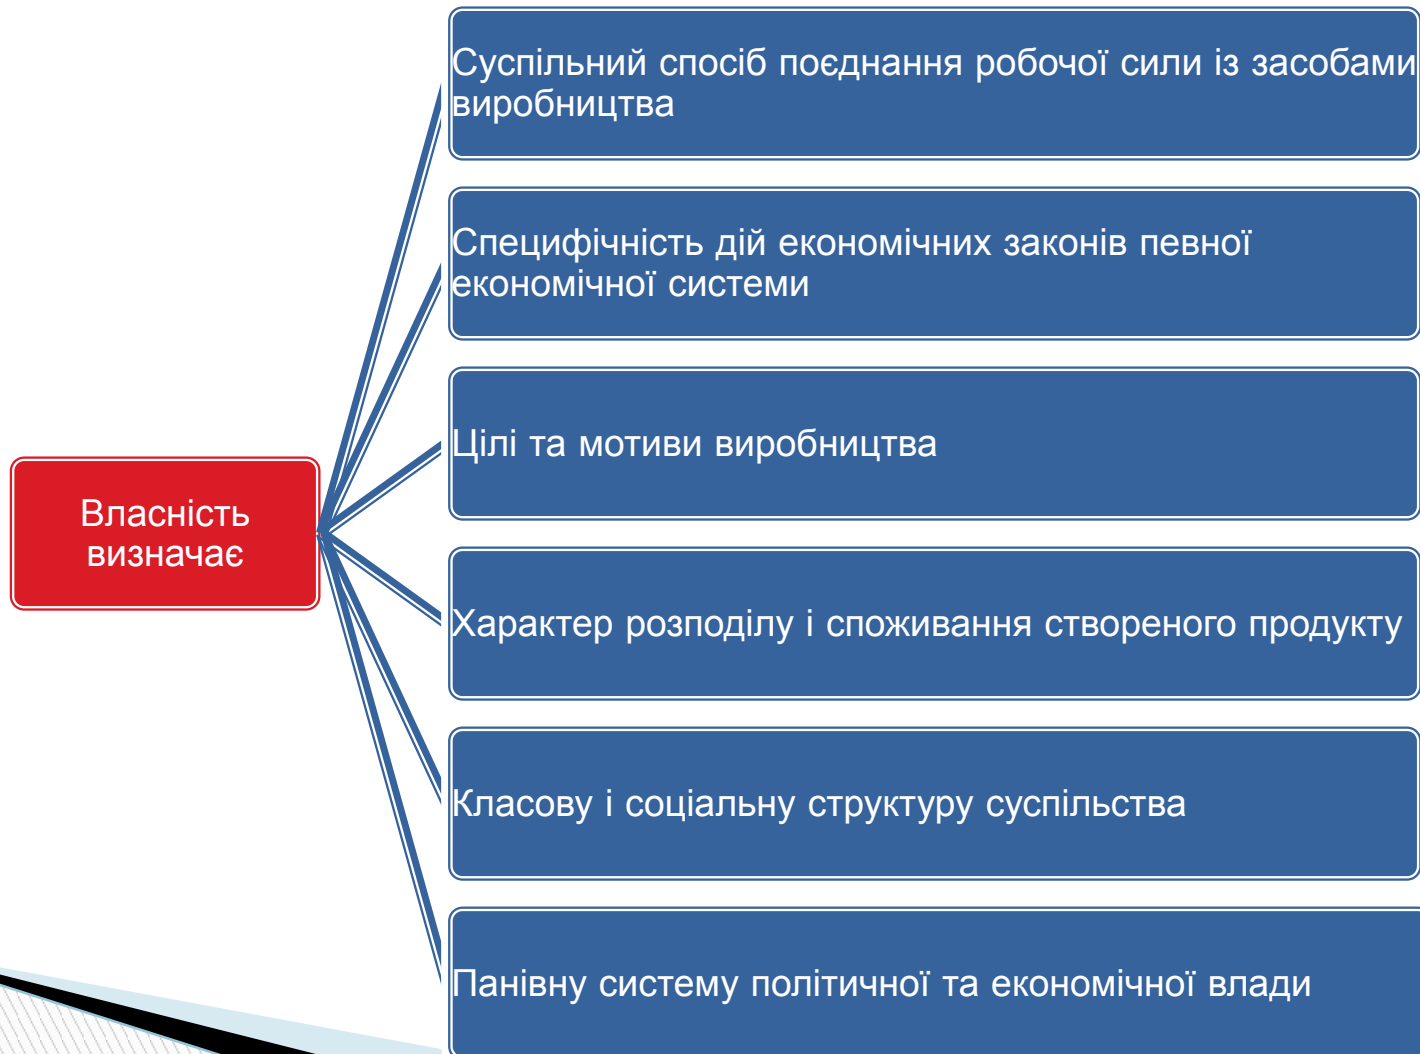 Власність
визначає
Суспільний спосіб поєднання робочої сили із засобами
виробництва
Специфічність дій економічних законів певної
економічної системи
Цілі та мотиви виробництва
Характер розподілу і споживання створеного продукту
Класову і соціальну структуру суспільства
Панівну систему політичної та економічної влади